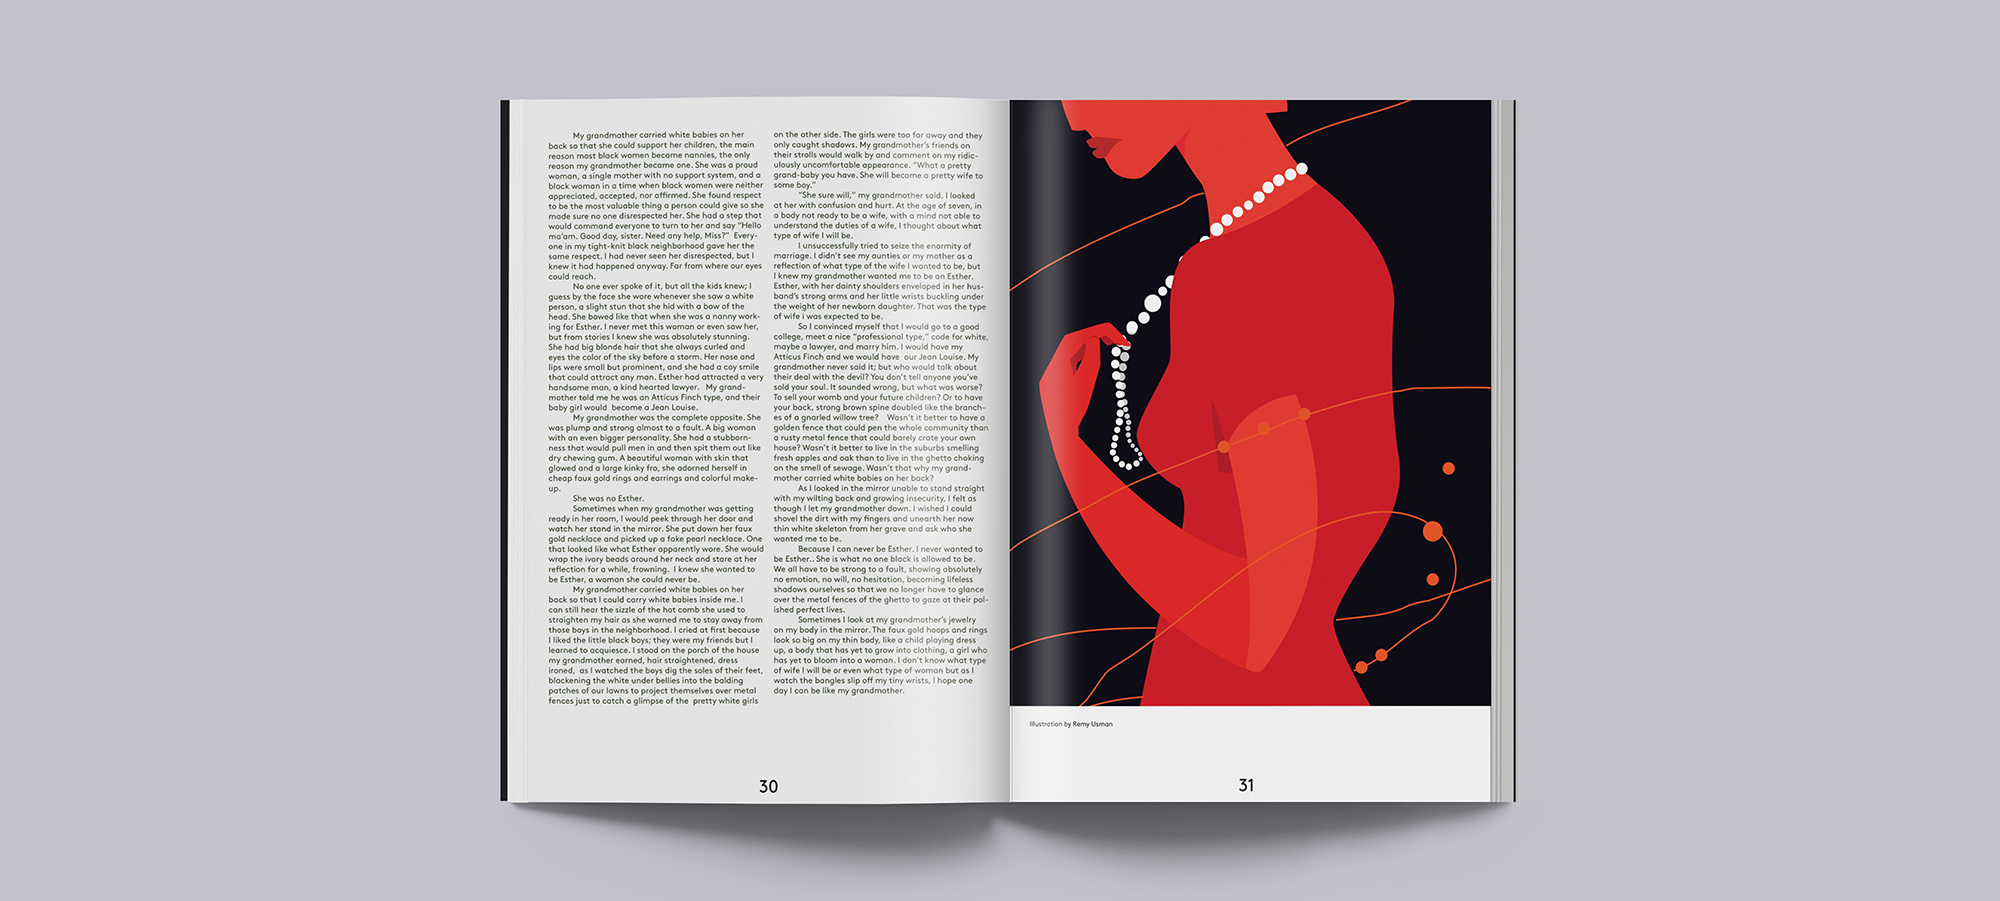 My grandmother carried white babies on her
back so that she could support her children, the main
reason most black women became nannies, the only
reason my grandmother became one. She was a proud
woman, a single mother with no support system, and a
black woman in a time when black women were neither
appreciated, accepted, nor affirmed. She found respect
to be the most valuable thing a person could give so she
made sure no one disrespected her. She had a step that
would command everyone to turn to her and say "Hello
ma'am. Good day, sister. Need any help, Miss?"  Every-
one in my tight-knit black neighborhood gave her the
same respect. I had never seen her disrespected, but I
knew it had happened anyway. Far from where our eyes
could reach.
No one ever spoke of it, but all the kids knew; I
guess by the face she wore whenever she saw a white
person, a slight stun that she hid with a bow of the
head. She bowed like that when she was a nanny work-
ing for Esther. I never met this woman or even saw her,
but from stories I knew she was absolutely stunning.
She had big blonde hair that she always curled and
eyes the color of the sky before a storm. Her nose and
lips were small but prominent, and she had a coy smile
that could attract any man. Esther had attracted a very
handsome man, a kind hearted lawyer.  My grand-
mother told me he was an Atticus Finch type, and their
baby girl would  become a Jean Louise.
My grandmother was the complete opposite. She
was plump and strong almost to a fault. A big woman
with an even bigger personality. She had a stubborn-
ness that would pull men in and then spit them out like
dry chewing gum. A beautiful woman with skin that
glowed and a large kinky fro, she adorned herself in
cheap faux gold rings and earrings and colorful make-
up.
She was no Esther.
Sometimes when my grandmother was getting
ready in her room, I would peek through her door and
watch her stand in the mirror. She put down her faux
gold necklace and picked up a fake pearl necklace. One
that looked like what Esther apparently wore. She would
wrap the ivory beads around her neck and stare at her
reflection for a while, frowning.  I knew she wanted to
be Esther, a woman she could never be.
My grandmother carried white babies on her
back so that I could carry white babies inside me. I
can still hear the sizzle of the hot comb she used to
straighten my hair as she warned me to stay away from
those boys in the neighborhood. I cried at first because
I liked the little black boys; they were my friends but I
learned to acquiesce. I stood on the porch of the house
my grandmother earned, hair straightened, dress
ironed,  as I watched the boys dig the soles of their feet,
blackening the white under bellies into the balding
patches of our lawns to project themselves over metal
fences just to catch a glimpse of the  pretty white girls
on the other side. The girls were too far away and they
only caught shadows. My grandmother's friends on
their strolls would walk by and comment on my ridic-
ulously uncomfortable appearance. "What a pretty
grand-baby you have. She will become a pretty wife to
some boy."
"She sure will," my grandmother said. I looked
at her with confusion and hurt. At the age of seven, in
a body not ready to be a wife, with a mind nat able to
understand the duties of a wife, I thought about what
type of wife I will be.
I unsuccessfully tried to seize the enormity of
marriage. I didn't see my aunties or my mother as a
reflection of what type of the wife I wanted to be, but
I knew my grandmother wanted me to be an Esther.
Esther, with her dainty shoulders enveloped in her hus-
band's strong arms and her little wrists buckling under
the weight of her newborn daughter. That was the type
of wife i was expected to be.
So I convinced myself that I would go to a good
college, meet a nice "professional type," code for white,
maybe a lawyer, and marry him. I would have my
Atticus Finch and we would have  our Jean Louise. My
grandmother never said it; but who would talk about
their deal with the devil? You don't tell anyone you've
sold your soul. It sounded wrong, but what was worse?
To sell your womb and your future children? Or to have
your back, strong brown spine doubled like the branch-
es of a gnarled willow tree?   Wasn't it better to have a
golden fence that could pen the whole community than
a rusty metal fence that could barely crate your own
house? Wasn't it better to live in the suburbs smelling
fresh apples and oak than to live in the ghetto choking
on the smell of sewage. Wasn't that why my grand-
mother carried white babies on her back?
As I looked in the mirror unable to stand straight
with my wilting back and growing insecurity, I felt as
though I let my grandmother down. I wished I could
shovel the dirt with my fingers and unearth her now
thin white skeleton from her grave and ask who she
wanted me to be.
Because I can never be Esther. I never wanted to
be Esther.. She is what no one black is allowed to be.
We all have to be strong to a fault, showing absolutely
no emotion, no will, no hesitation, becoming lifeless
shadows ourselves so that we no longer have to glance
over the metal fences of the ghetto to gaze at their pol-
ished perfect lives.
Sometimes I look at my grandmother's jewelry
on my body in the mirror. The faux gold hoops and rings
look so big on my thin body, like a child playing dress
up, a body that has yet to grow into clothing, a girl who
has yet to bloom into a woman. I don't know what type
of wife I will be or even what type of woman but as I
watch the bangles slip off my tiny wrists, I hope one
day I can be like my grandmother.
30
Illustration by Remy Usman
31